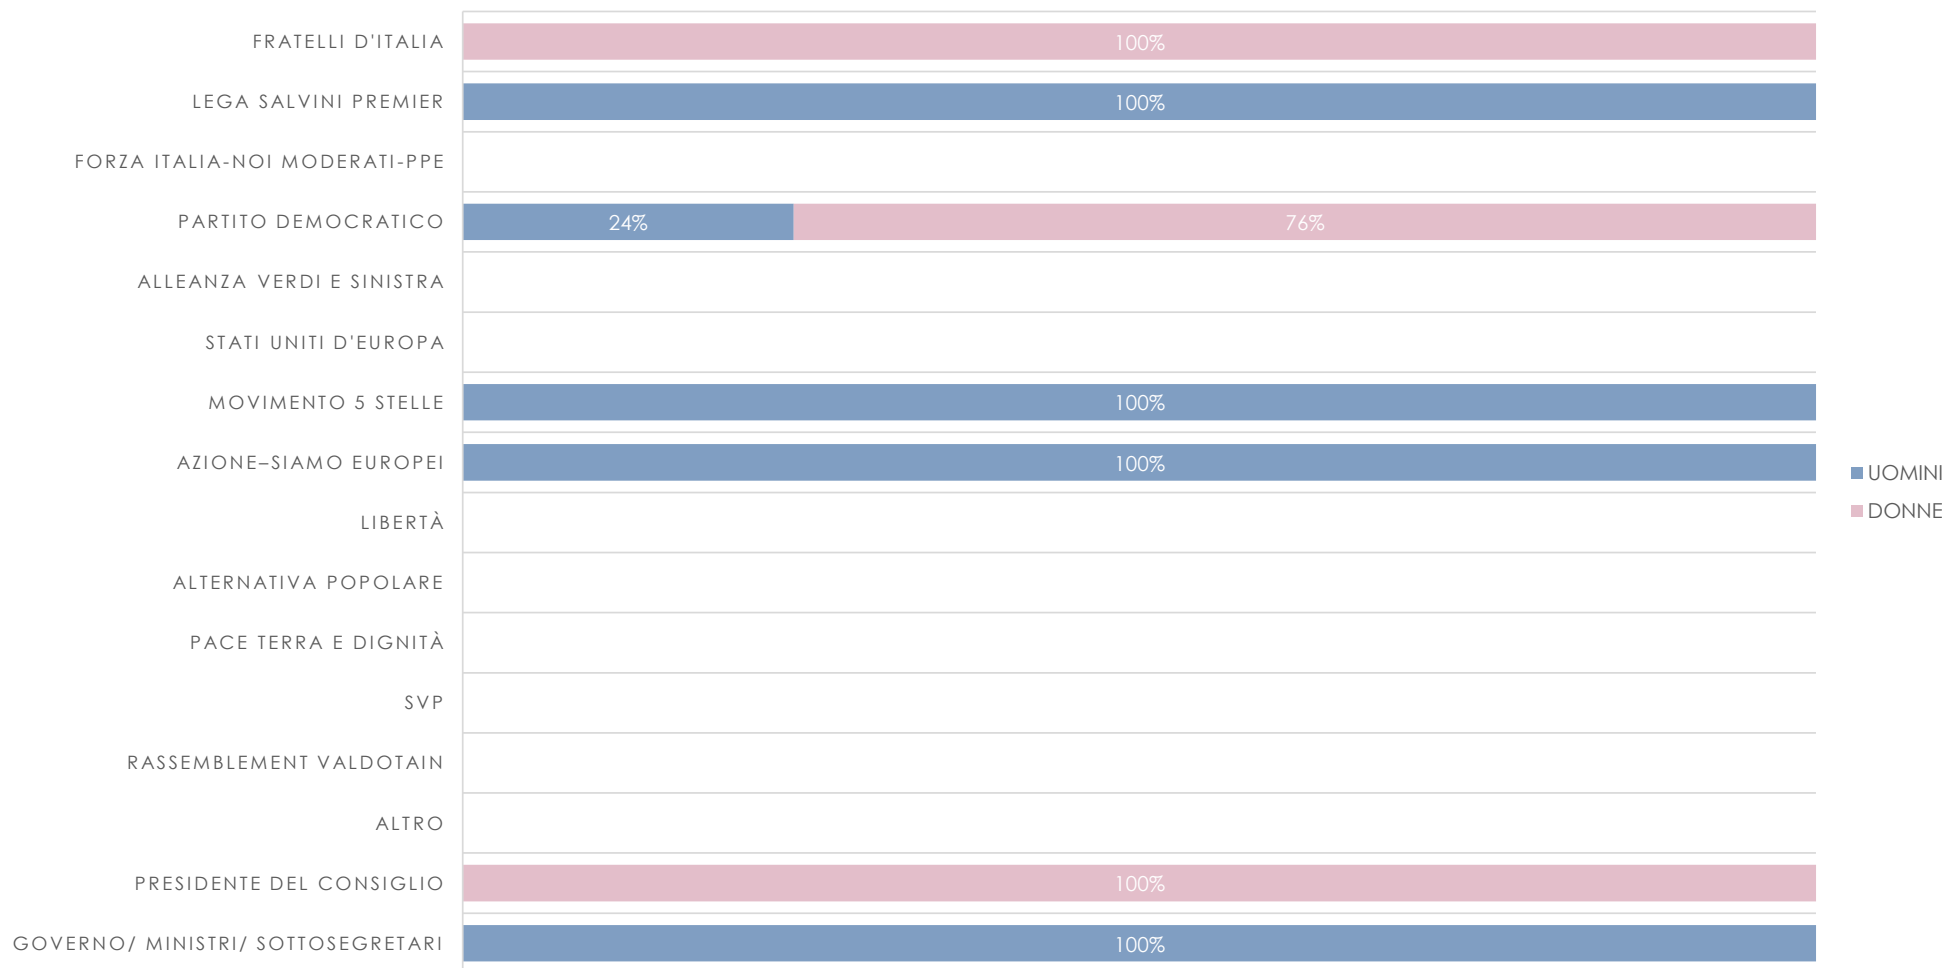 FRATELLI D'ITALIA 100%
LEGA SALVINI PREMIER 100%
FORZA ITALIA-NOI MODERATI-PPE
PARTITO DEMOCRATICO 24% 76%
ALLEANZA VERDI E SINISTRA
STATI UNITI D'EUROPA
MOVIMENTO 5 STELLE 100%
AZIONE–SIAMO EUROPEI 100%
UOMINI
DONNE
LIBERTÀ
ALTERNATIVA POPOLARE
PACE TERRA E DIGNITÀ
SVP
RASSEMBLEMENT VALDOTAIN
ALTRO
PRESIDENTE DEL CONSIGLIO 100%
GOVERNO/ MINISTRI/ SOTTOSEGRETARI 100%